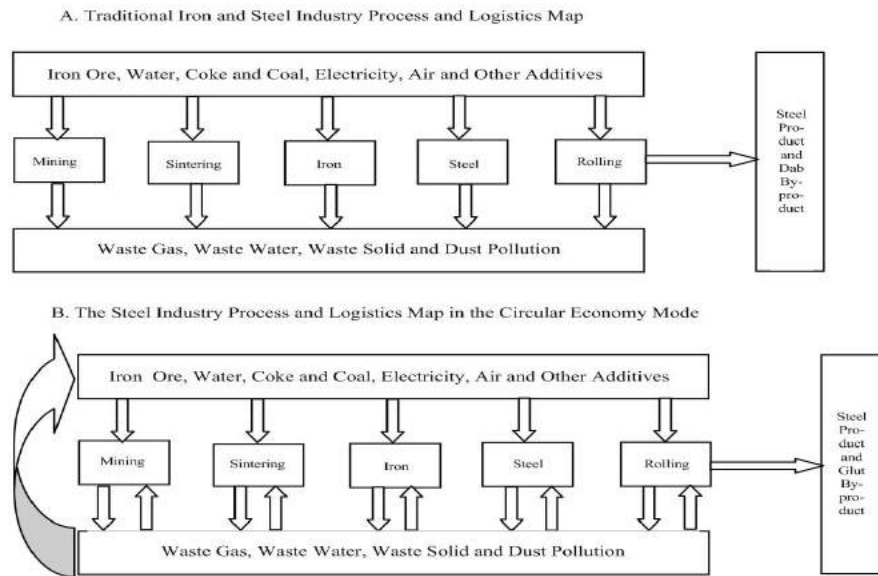 A. Traditional Iron and Steel Industry Process and Logistics Map
Iron Ore, Water, Coke and Coal, Electricity, Air and Other Additives
Mining
Sintering
Iron
Steel
Rolling
Steel
Pro-
duct
and
Dab
By-
pro-
duct
Waste Gas, Waste Water, Waste Solid and Dust Pollution
B. The Steel Industry Process and Logistics Map in the Circular Economy Mode
Iron Ore, Water, Coke and Coal, Electricity, Air and Other Additives
Mining
Sintering
Iron
Steel
Rolling
Steel
Pro-
duct
and
Glut
By-
product
Waste Gas, Waste Water, Waste Solid and Dust Pollution